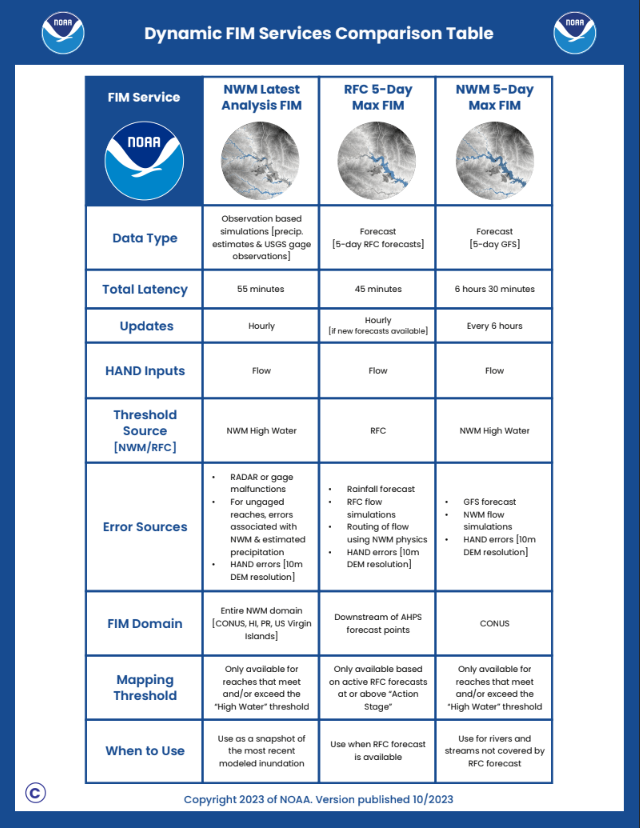 NOAA
Dynamic FIM Services Comparison Table
NOAA
FIM Service
NOAA
NWM Latest
Analysis FIM
RFC 5-Day
Max FIM
NWM 5-Day
Max FIM
Data Type
Observation based
simulations [precip.
estimates & USGS gage
observations]
Forecast
[5-day RFC forecasts]
Forecast
[5-day GFS]
Total Latency
55 minutes
45 minutes
6 hours 30 minutes
Updates
Hourly
Hourly
[if new forecasts available]
Every 6 hours
HAND Inputs
Flow
Flow
Flow
Threshold
Source
[NWM/RFC]
NWM High Water
RFC
NWM High Water
Error Sources
• RADAR or gage
malfunctions
• For ungaged
reaches, errors
associated with
NWM & estimated
precipitation
• HAND errors [10m
DEM resolution]
• Rainfall forecast
• RFC flow
simulations
• Routing of flow
using NWM physics
• HAND errors [10m
DEM resolution]
• GFS forecast
• NWM flow
simulations
• HAND errors [10m
DEM resolution]
FIM Domain
Entire NWM domain
[CONUS, HI, PR, US Virgin
Islands]
Downstream of AHPS
forecast points
CONUS
Mapping
Threshold
Only available for
reaches that meet
and/or exceed the
“High Water” threshold
Only available based
on active RFC forecasts
at or above “Action
Stage”
Only available for
reaches that meet
and/or exceed the
“High Water” threshold
When to Use
Use as a snapshot of
the most recent
modeled inundation
Use when RFC forecast
is available
Use for rivers and
streams not covered by
RFC forecast
©
Copyright 2023 of NOAA. Version published 10/2023